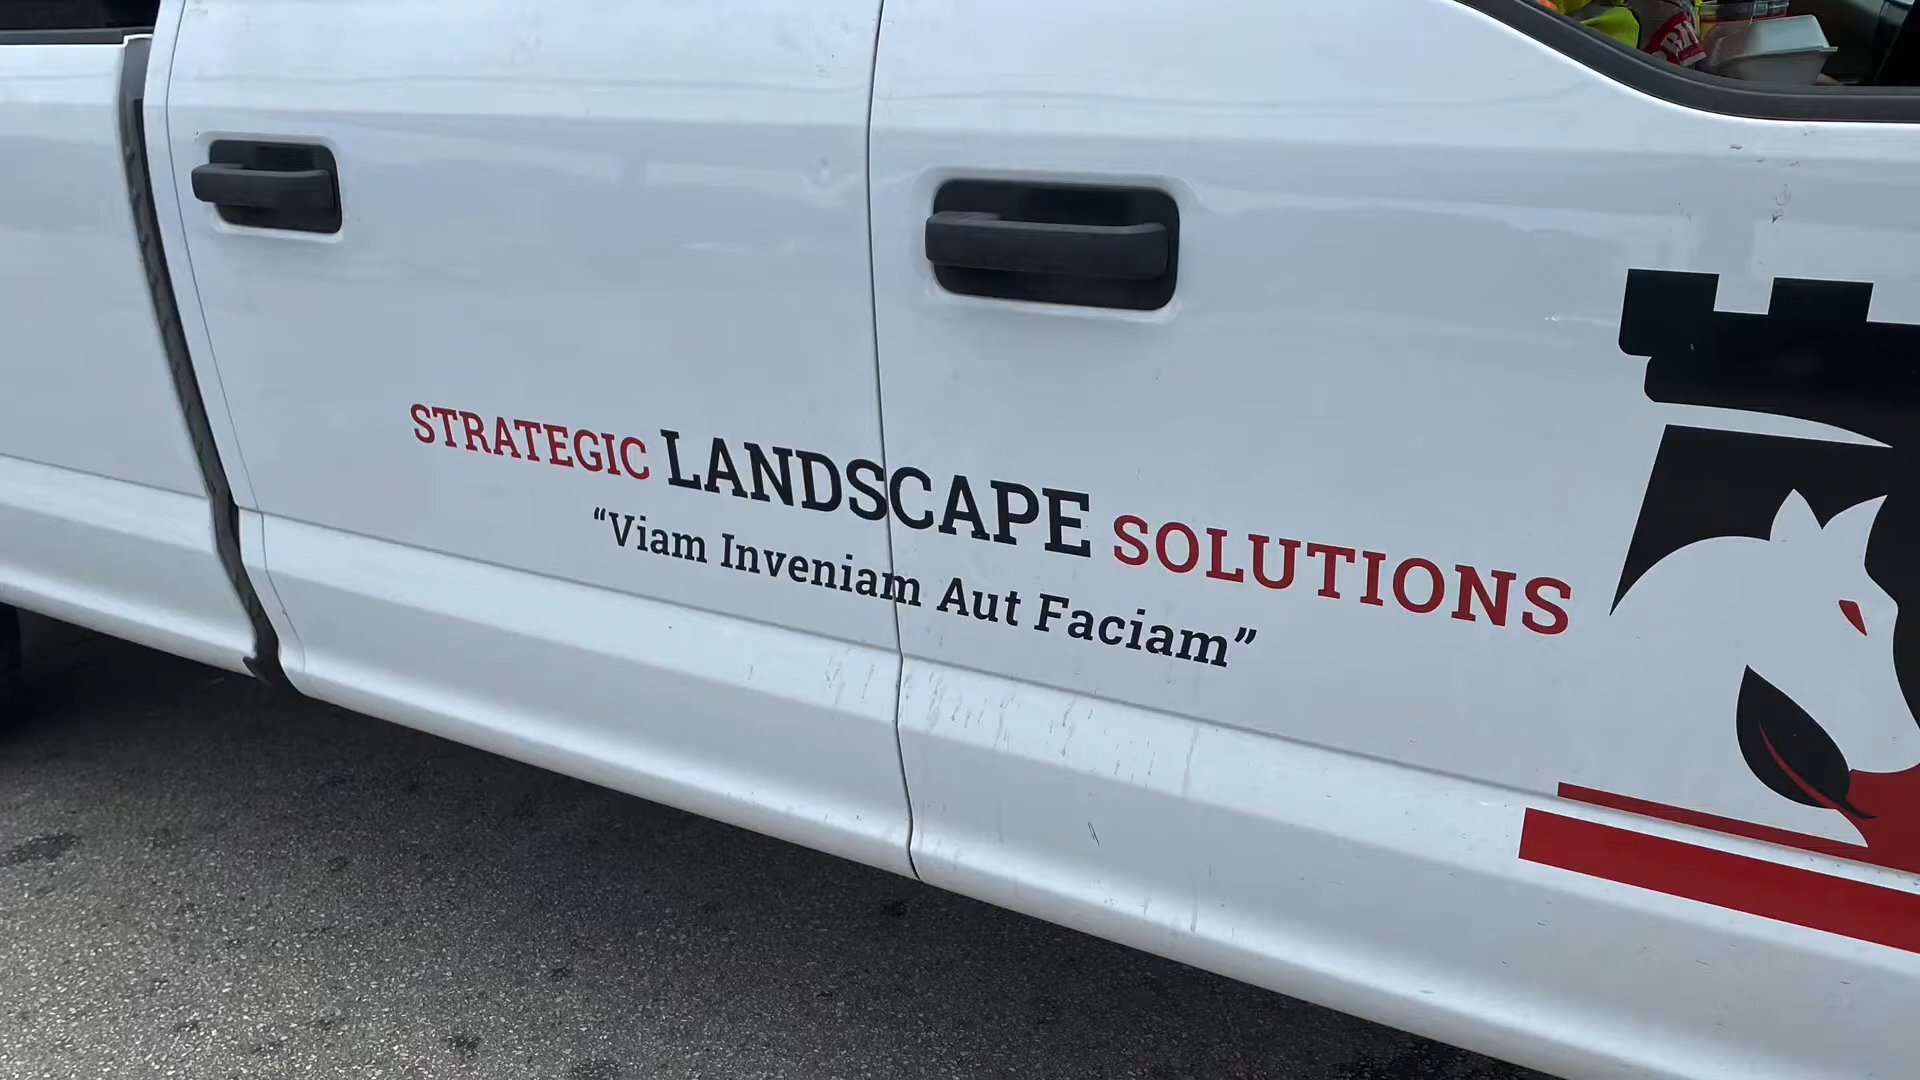 STRATEGIC LANDSCAPE SOLUTIONS
“Viam Inveniam Aut Faciam”